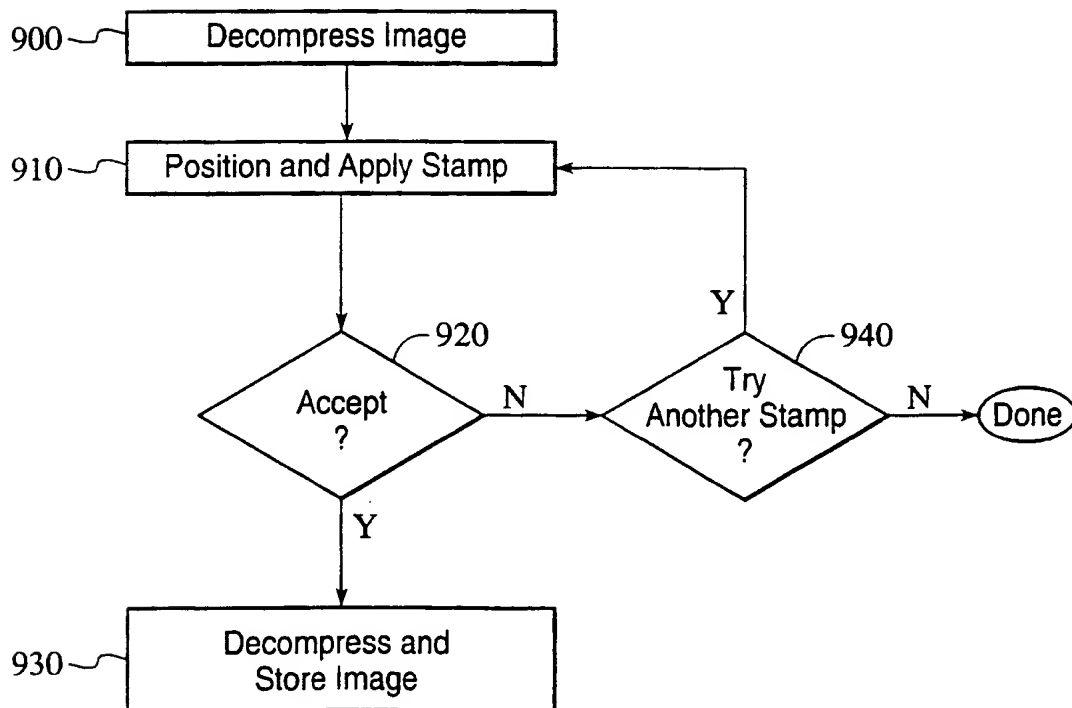 900
Decompress Image
910
Position and Apply Stamp
Y
920
940
Accept
?
N
Try
Another Stamp
?
N
Done
Y
930
Decompress and
Store Image